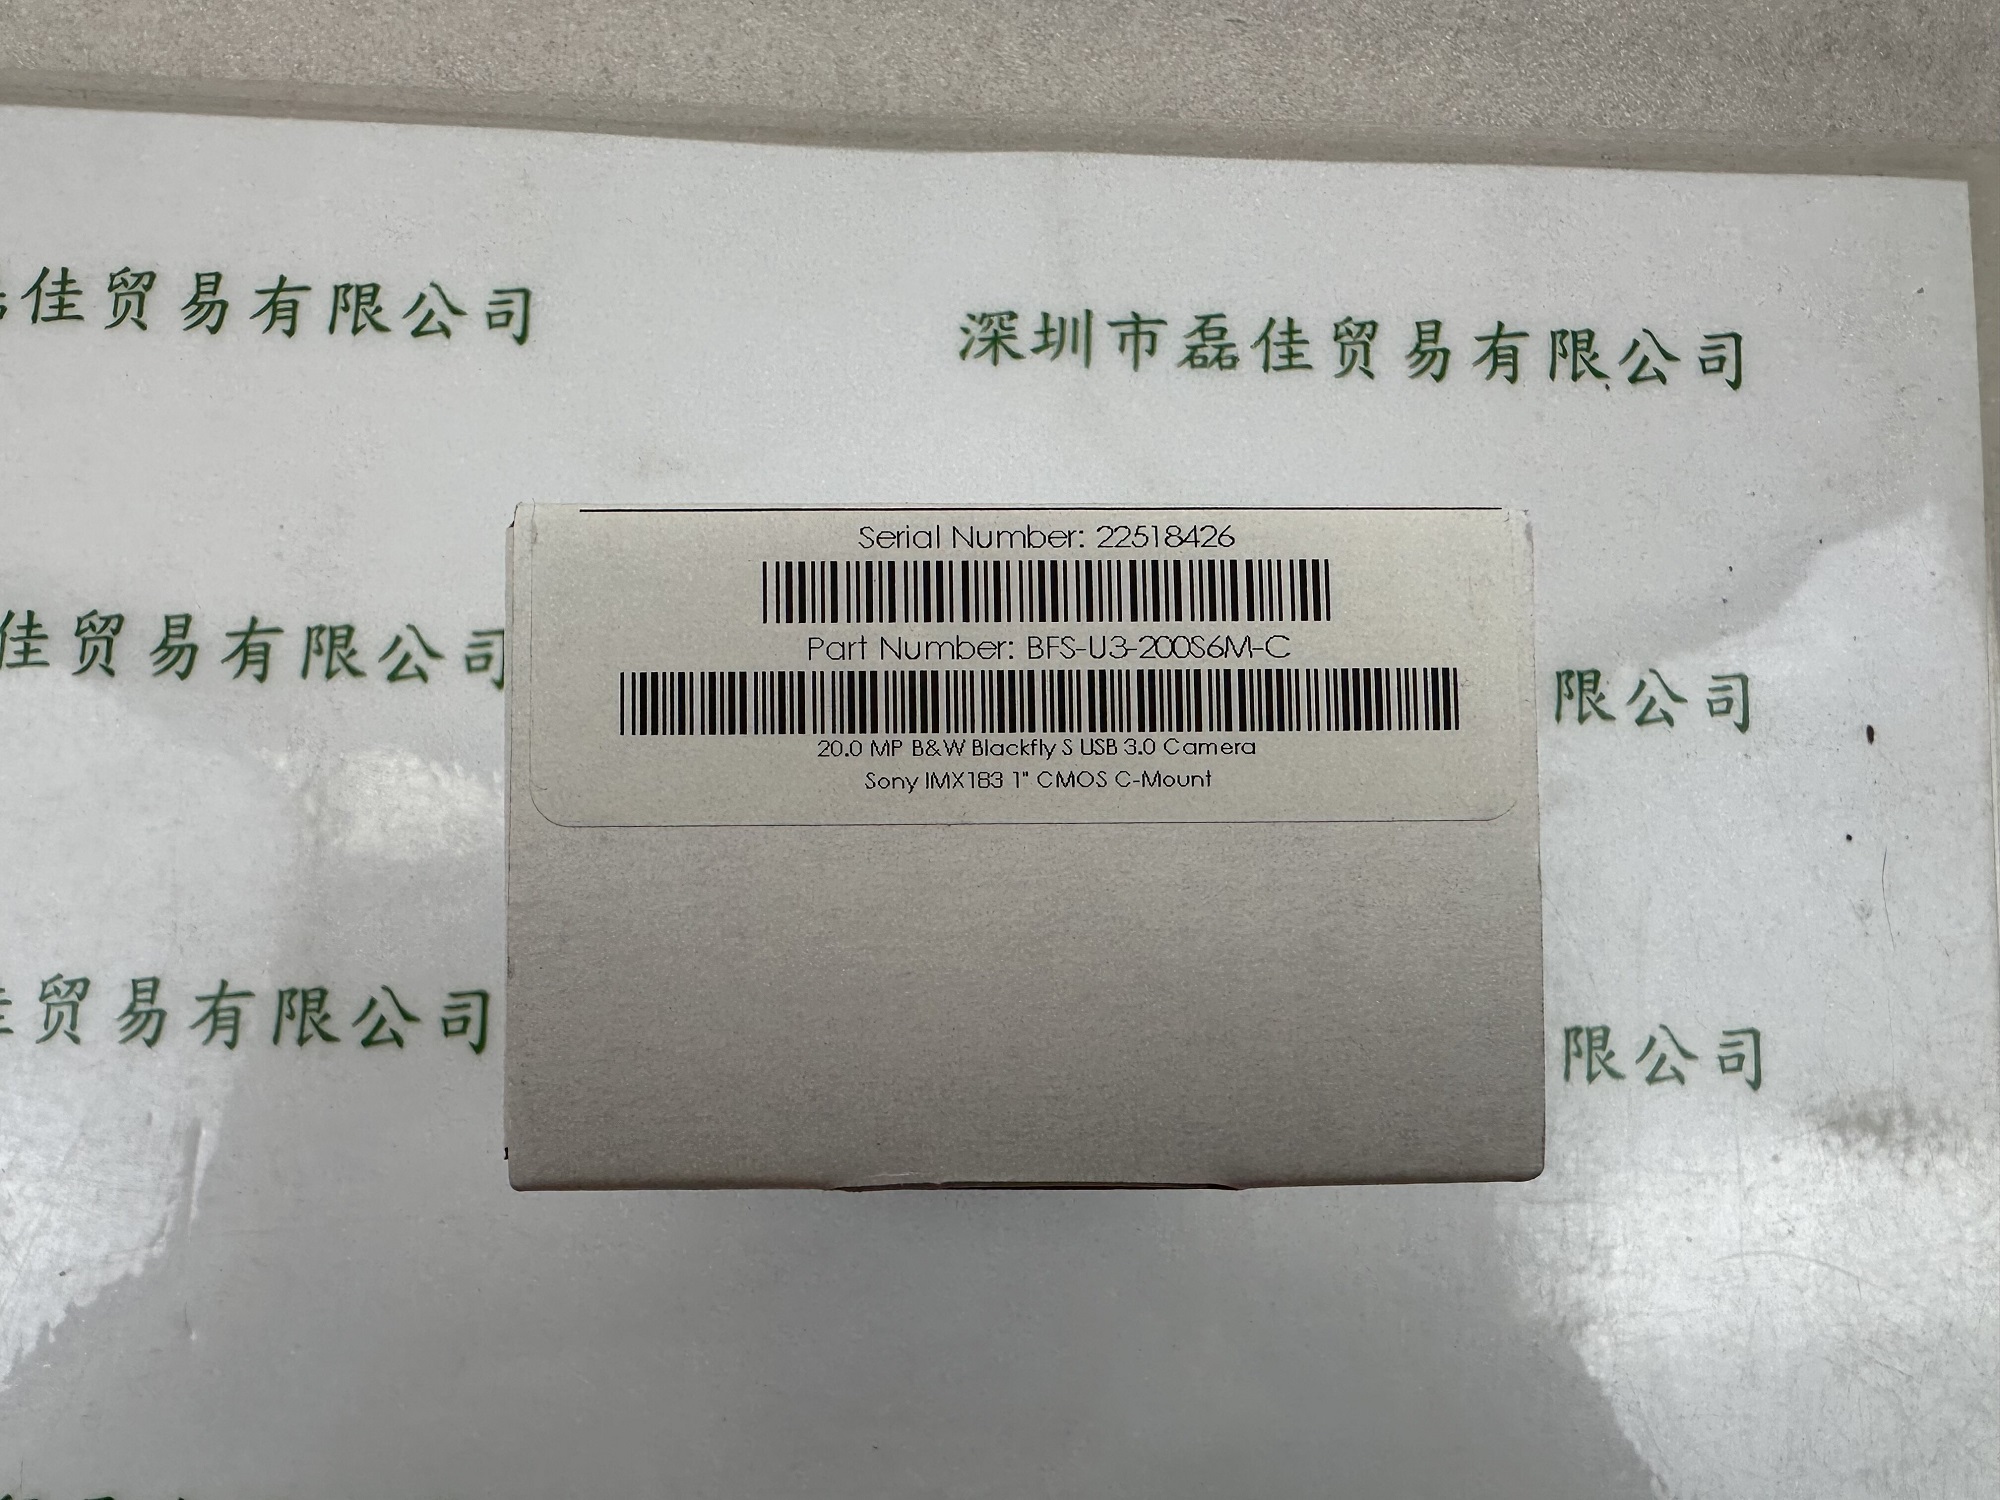 佳贸易有限公司
深圳市磊佳贸易有限公司
Serial Number: 22518426
Part Number: BFS-U3-200S6M-C
20.0 MP B&W Blackfly S USB 3.0 Camera
Sony IMX183 1" CMOS C-Mount
佳贸易有限公司
限公司
贸易有限公司
限公司